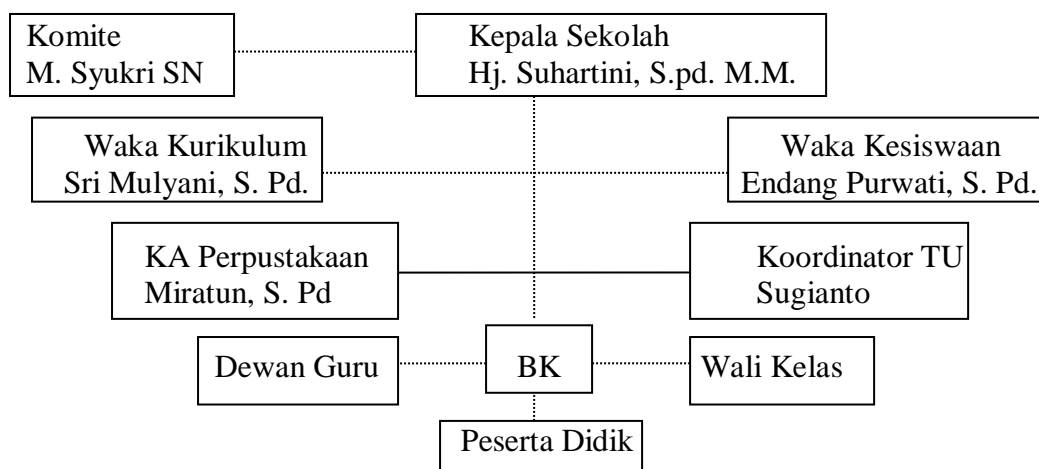 Komite
M. Syukri SN
Kepala Sekolah
Hj. Suhartini, S.pd. M.M.
Waka Kurikulum
Sri Mulyani, S. Pd.
Waka Kesiswaan
Endang Purwati, S. Pd.
KA Perpustakaan
Miratun, S. Pd
Koordinator TU
Sugianto
Dewan Guru
BK
Wali Kelas
Peserta Didik